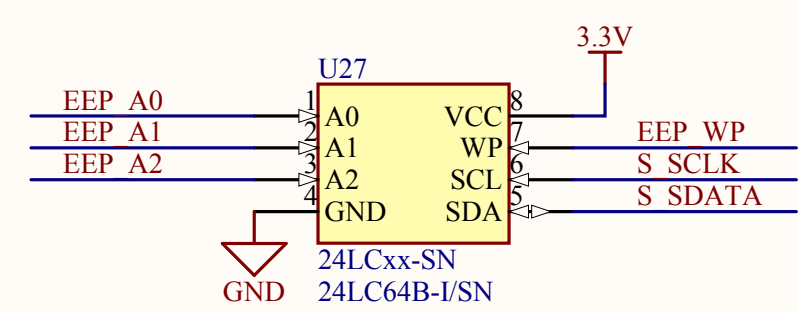 3.3V
U27
EEP_A0 1 A0 VCC 8
EEP_A1 2 A1 WP 7 EEP_WP
EEP_A2 3 A2 SCL 6 S_SCLK
4 GND SDA 5 S_SDATA
24LCxx-SN
GND 24LC64B-I/SN